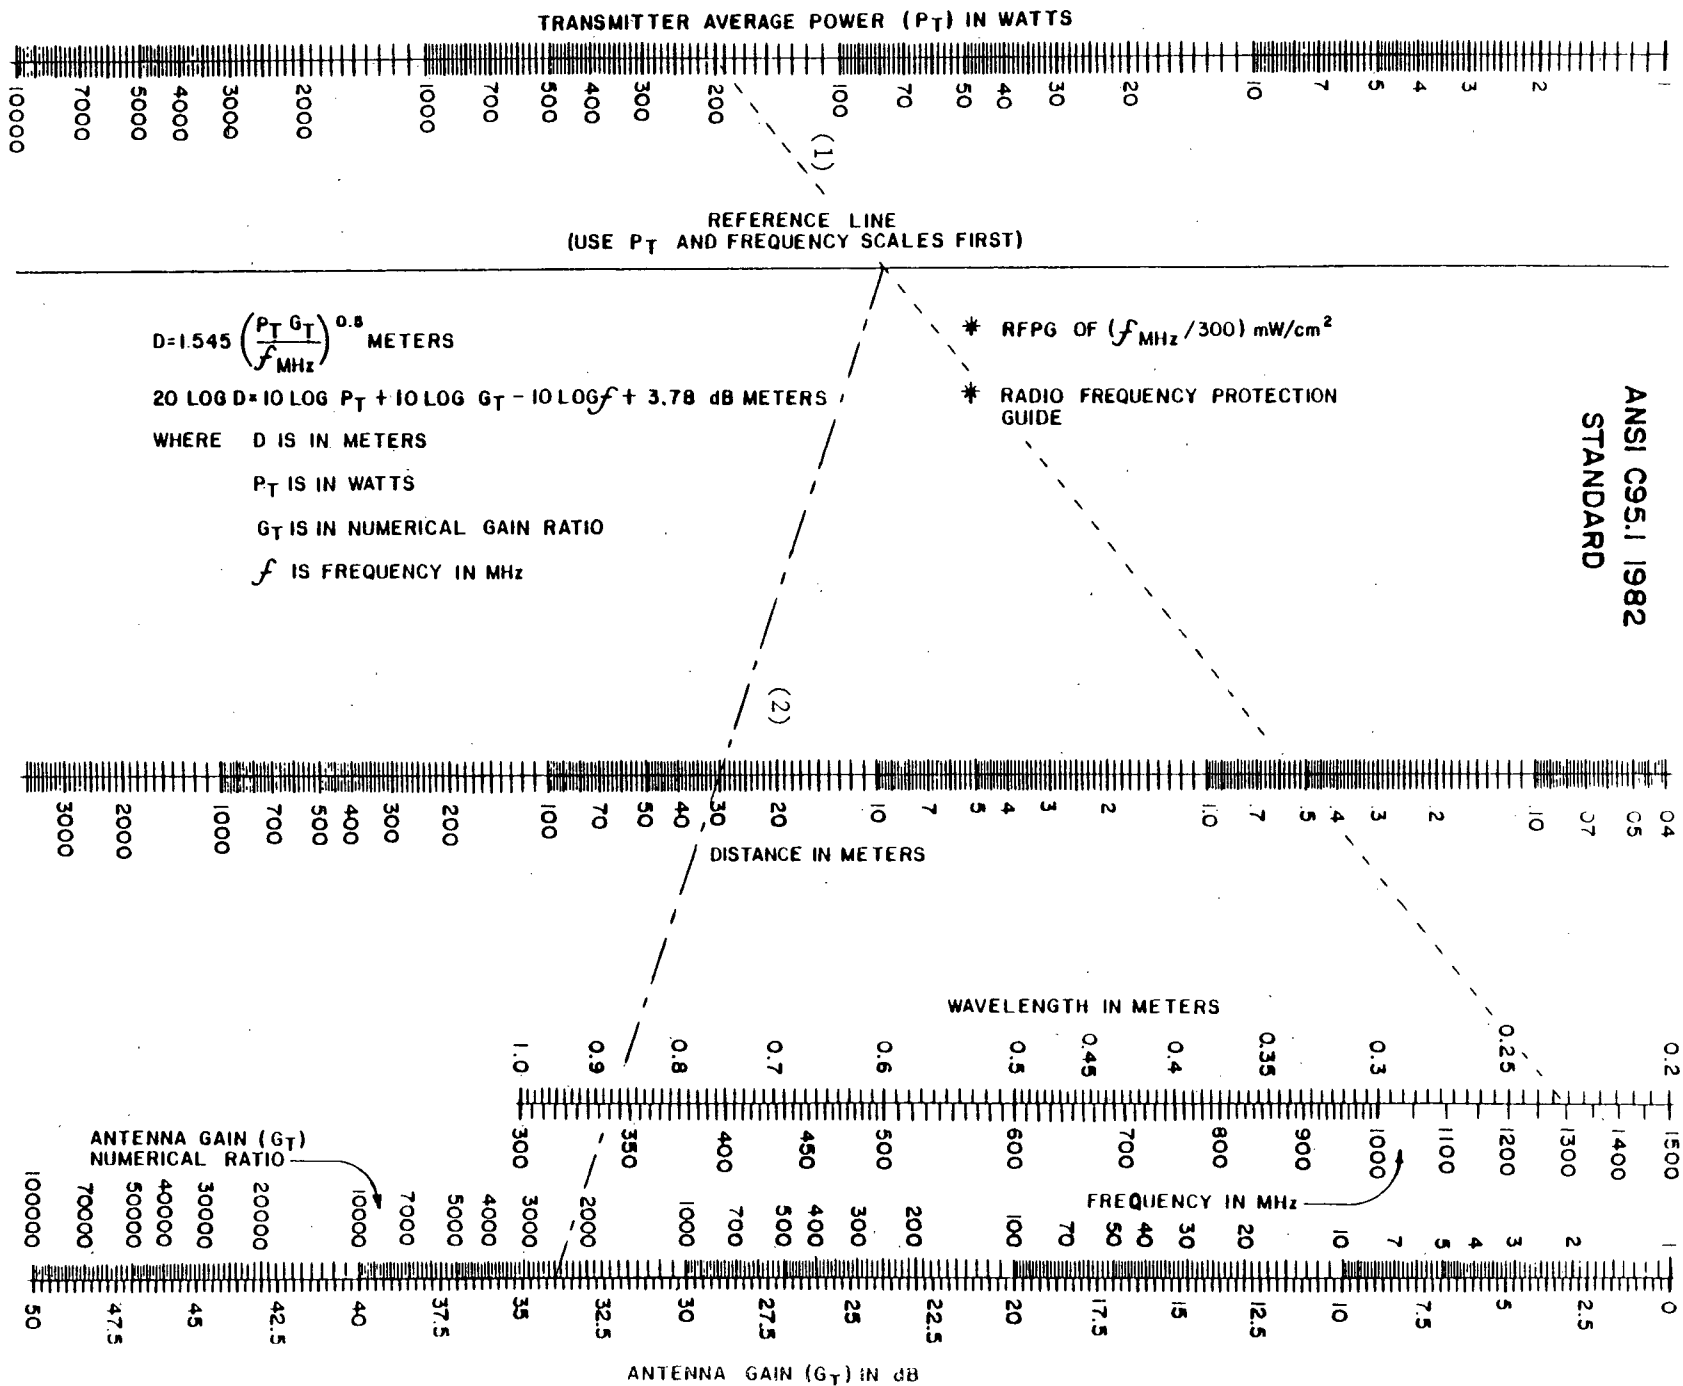 TRANSMITTER AVERAGE POWER (PT) IN WATTS
10000 7000 5000 4000 3000 2000 1000 700 500 400 300 200 100 70 50 40 30 20 10 7 5 4 3 2 1
(1)
REFERENCE LINE
(USE PT AND FREQUENCY SCALES FIRST)
D=1.545 (PT GT / f MHz)^0.5 METERS
20 LOG D= 10 LOG PT + 10 LOG GT - 10 LOG f + 3.78 dB METERS
WHERE D IS IN METERS
PT IS IN WATTS
GT IS IN NUMERICAL GAIN RATIO
f IS FREQUENCY IN MHz
* RFPG OF (f MHz /300) mW/cm²
* RADIO FREQUENCY PROTECTION
GUIDE
ANSI C95.1 1982
STANDARD
(2)
3000 2000 1000 700 500 400 300 200 100 70 50 40 30 20 10 7 5 4 3 2 1.0 .7 .5 .4 .3 .2 .10 .07 .05 .04
DISTANCE IN METERS
WAVELENGTH IN METERS
1.0 0.9 0.8 0.7 0.6 0.5 0.45 0.4 0.35 0.3 0.25 0.2
300 350 400 450 500 600 700 800 900 1000 1100 1200 1300 1400 1500
FREQUENCY IN MHz
ANTENNA GAIN (GT)
NUMERICAL RATIO
100000 70000 50000 40000 30000 20000 10000 7000 5000 4000 3000 2000 1000 700 500 400 300 200 100 70 50 40 30 20 10 7 5 4 3 2 1
50 47.5 45 42.5 40 37.5 35 32.5 30 27.5 25 22.5 20 17.5 15 12.5 10 7.5 5 2.5 0
ANTENNA GAIN (GT) IN dB